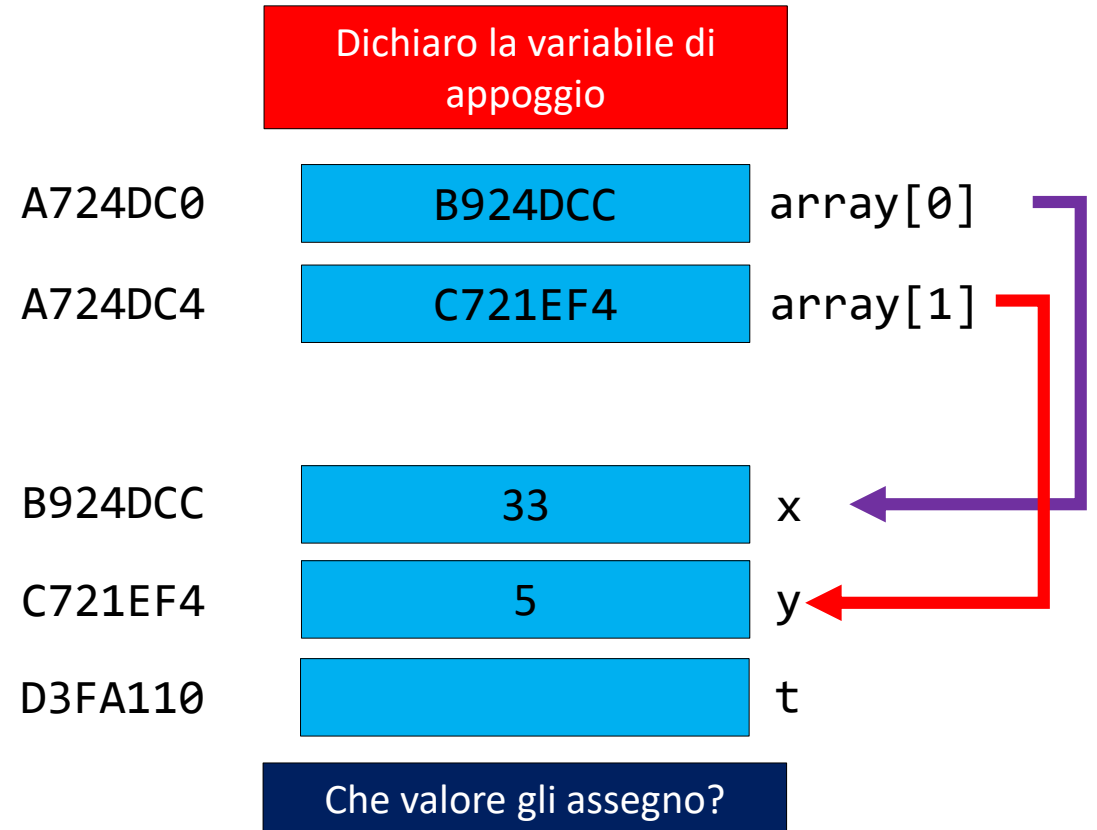 Dichiaro la variabile di
appoggio
A724DC0 B924DCC array[0]
A724DC4 C721EF4 array[1]
B924DCC 33 x
C721EF4 5 y
D3FA110 t
Che valore gli assegno?